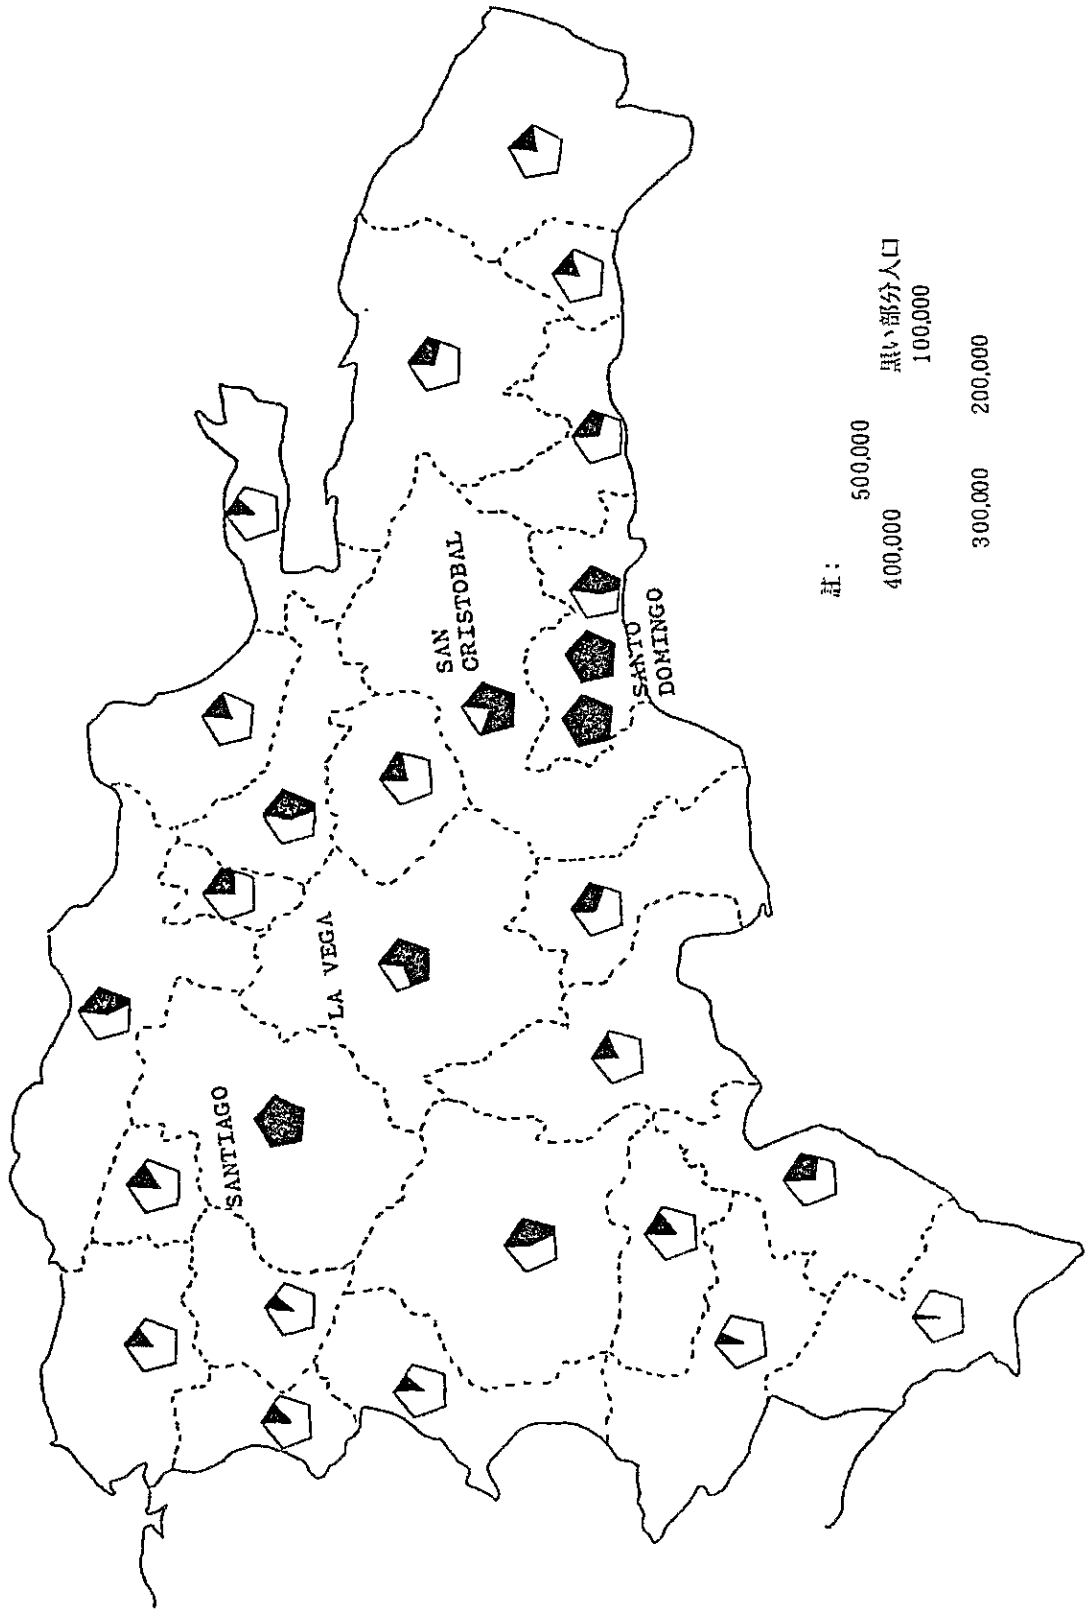 SANTIAGO
LA VEGA
SAN
CRISTOBAL
SANTO
DOMINGO
註:
500,000
400,000 黒い部分人口
100,000
300,000 200,000